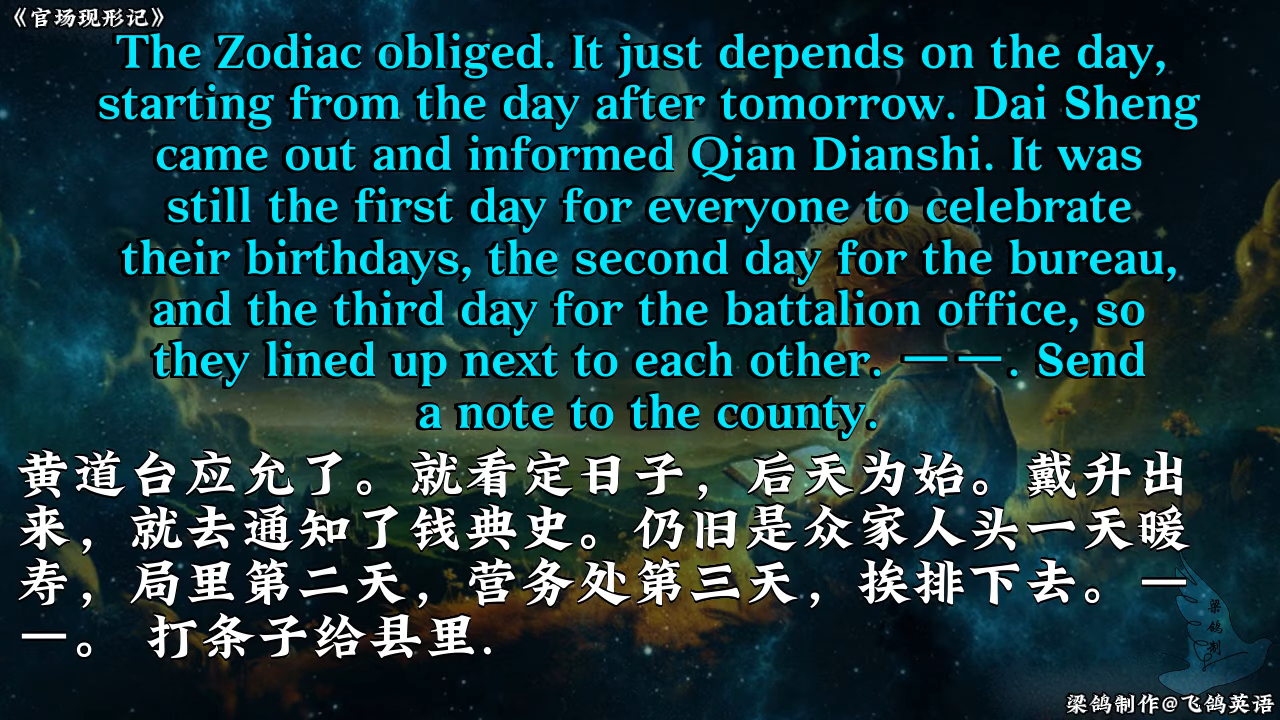 《官场现形记》
The Zodiac obliged. It just depends on the day,
starting from the day after tomorrow. Dai Sheng
came out and informed Qian Dianshi. It was
still the first day for everyone to celebrate
their birthdays, the second day for the bureau,
and the third day for the battalion office, so
they lined up next to each other. 一一. Send
a note to the county.
黄道台应允了。就看定日子，后天为始。戴升出
来，就去通知了钱典史。仍旧是众家人头一天暖
寿，局里第二天，营务处第三天，挨排下去。一
一。 打条子给县里.
梁鸽制
梁鸽制作@飞鸽英语